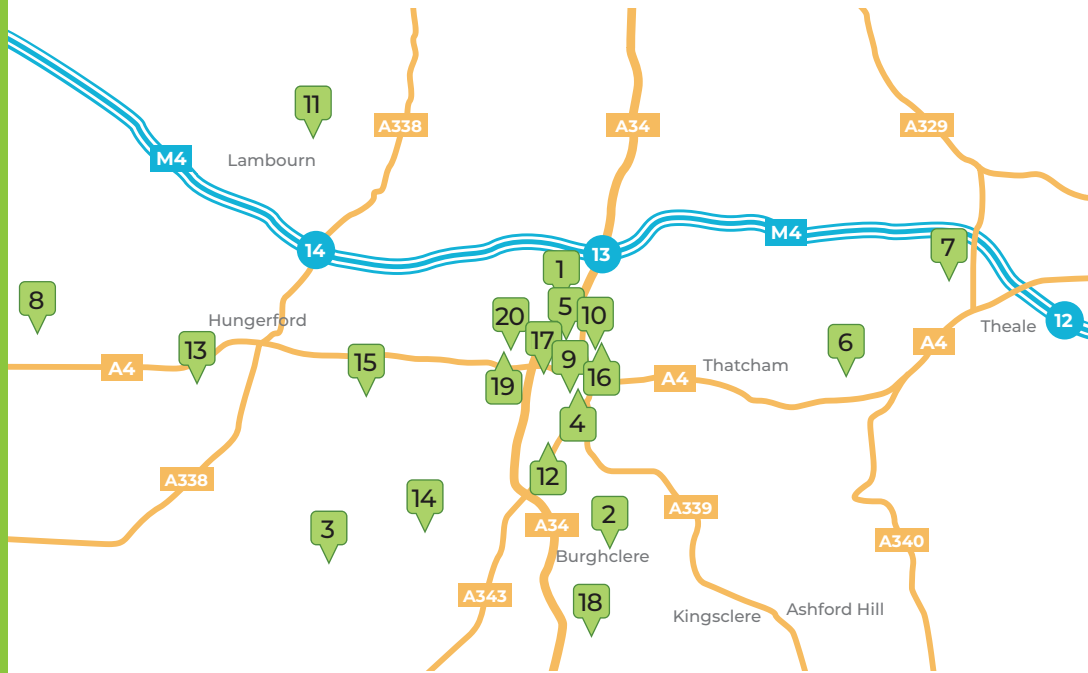 11
A338
A34
A329
M4
Lambourn
M4
14
13
7
1
8
5
20
10
Hungerford
12
Theale
17
6
A4
13
9
15
Thatcham
A4
16
A4
19
4
12
A338
14
A339
2
3
A34
A340
Burghclere
A343
18
Ashford Hill
Kingsclere